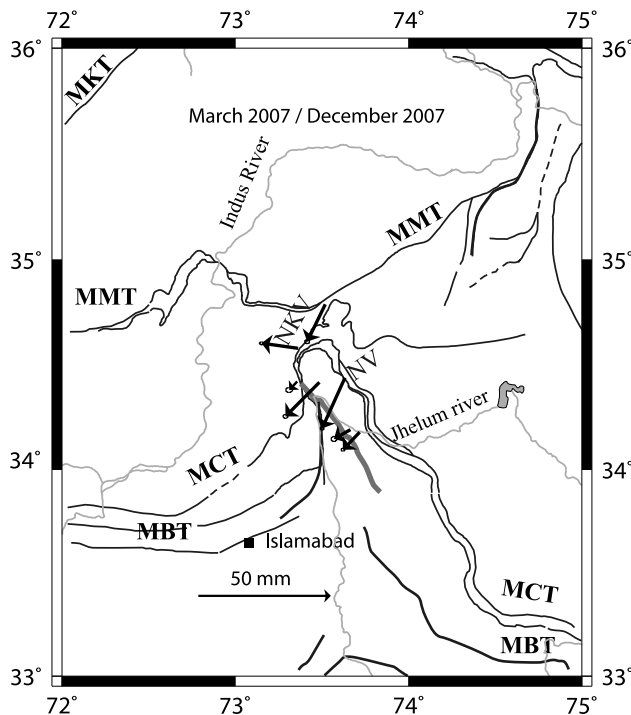 72° 73° 74° 75°
36° 36°
MKT
March 2007 / December 2007
Indus River
MMT
35° 35°
MMT
NKV
NV
Jhelum river
34° 34°
MCT
MBT
Islamabad
50 mm
MCT
MBT
33° 33°
72° 73° 74° 75°